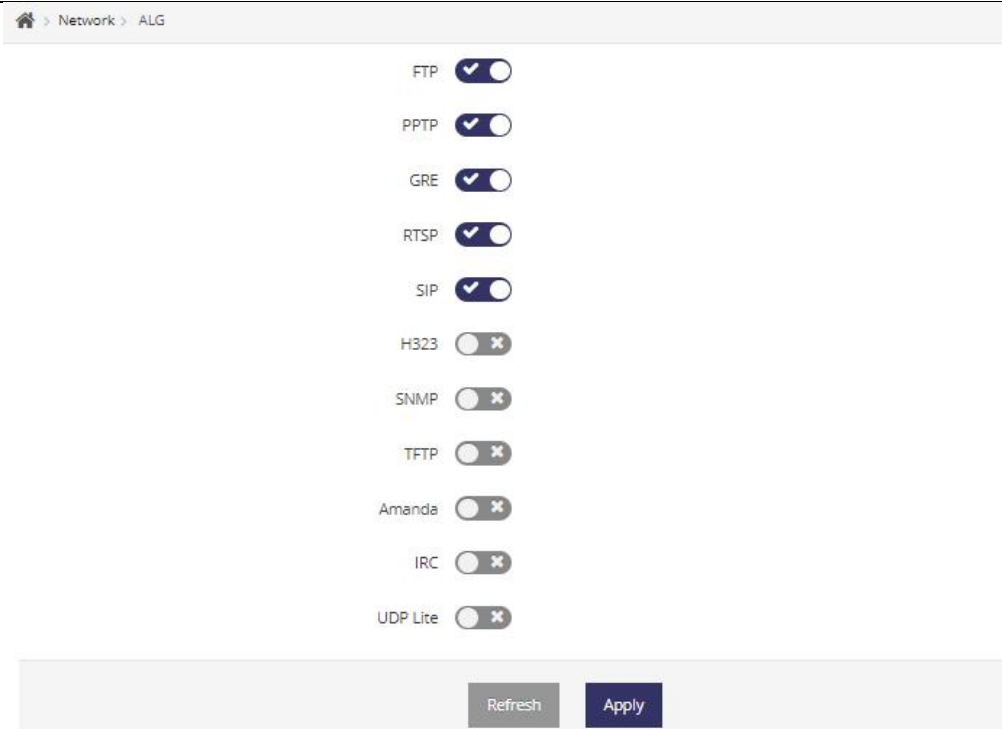 Network > ALG
FTP
PPTP
GRE
RTSP
SIP
H323
SNMP
TFTP
Amanda
IRC
UDP Lite
Refresh Apply